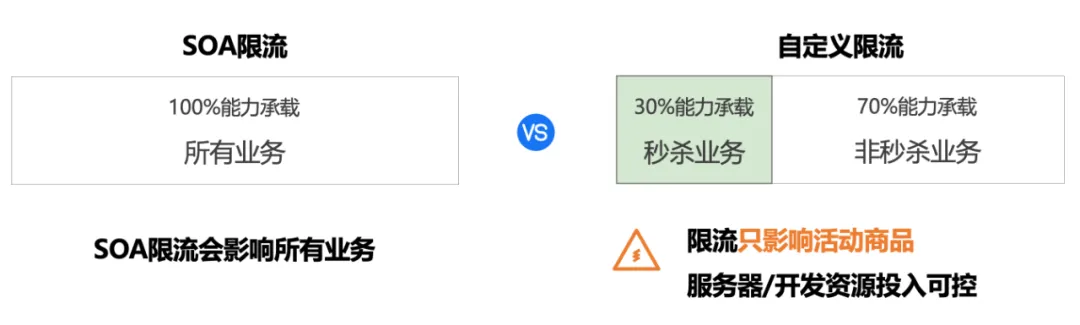 SOA限流
100%能力承载
所有业务
SOA限流会影响所有业务
VS
自定义限流
30%能力承载
秒杀业务
70%能力承载
非秒杀业务
限流只影响活动商品
服务器/开发资源投入可控